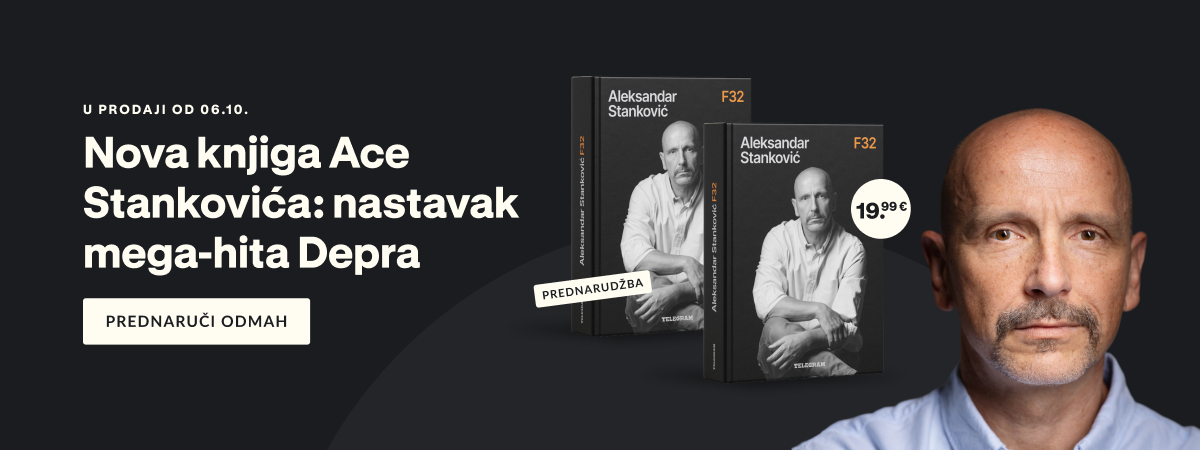 U PRODAJI OD 06.10.
Nova knjiga Ace
Stankovića: nastavak
mega-hita Depra
PREDNARUČI ODMAH
Aleksandar
Stanković
F32
Aleksandar Stanković F32
TELEGRAM
PREDNARUDŽBA
Aleksandar
Stanković
F32
Aleksandar Stanković F32
TELEGRAM
19.99 €